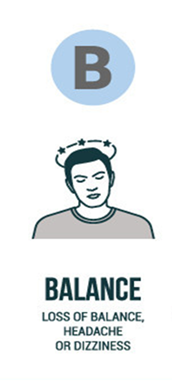 B
BALANCE
LOSS OF BALANCE,
HEADACHE
OR DIZZINESS